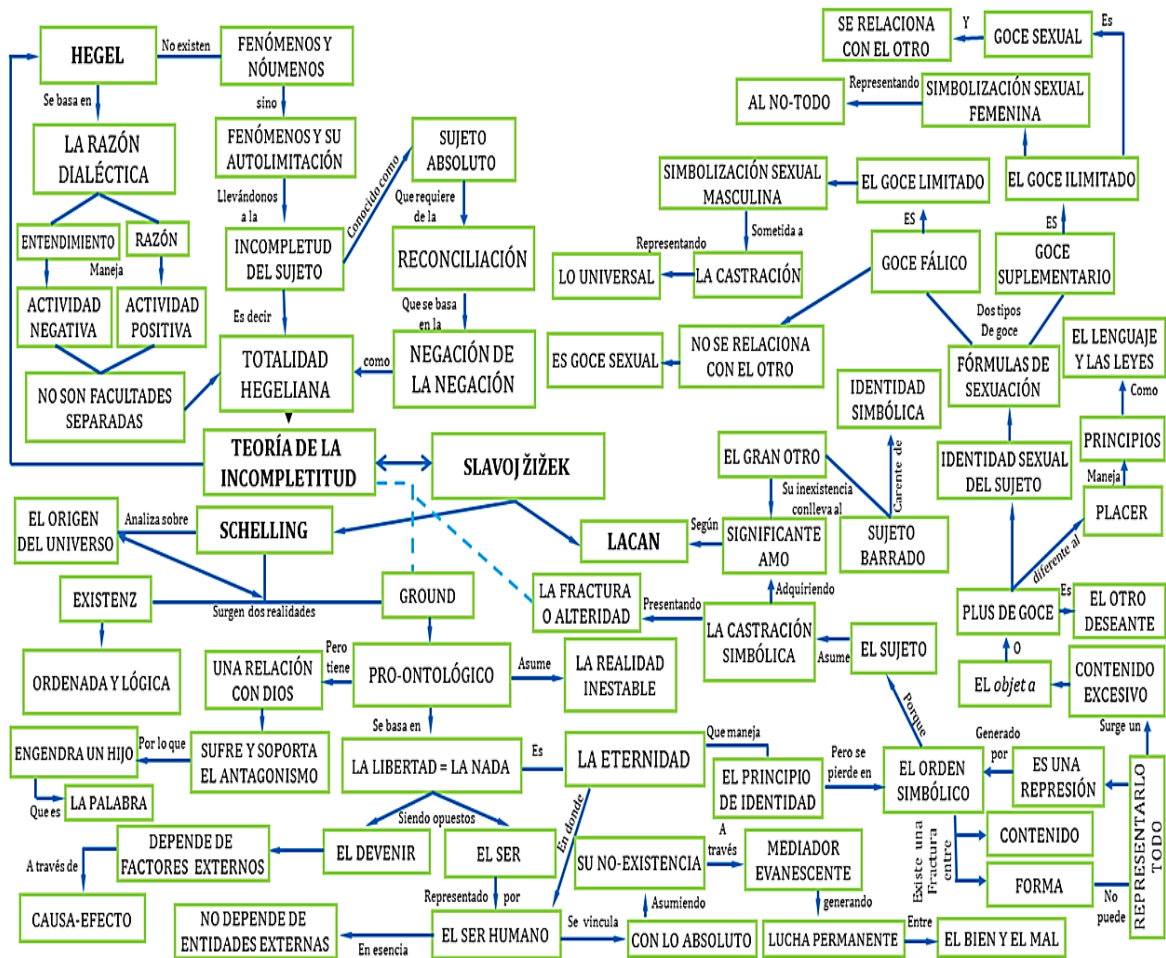 HEGEL
No existen
FENÓMENOS Y
NÓUMENOS
Se basa en
sino
LA RAZÓN
DIALÉCTICA
FENÓMENOS Y SU
AUTOLIMITACIÓN
SUJETO
ABSOLUTO
Llevándonos
a la
Conocido como
Que requiere
de la
ENTENDIMIENTO
RAZÓN
Maneja
INCOMPLETUD
DEL SUJETO
RECONCILIACIÓN
ACTIVIDAD
NEGATIVA
ACTIVIDAD
POSITIVA
Es decir
Que se basa
en la
NO SON FACULTADES
SEPARADAS
TOTALIDAD
HEGELIANA
como
NEGACIÓN DE
LA NEGACIÓN
SE RELACIONA
CON EL OTRO
Y
GOCE SEXUAL
Es
AL NO-TODO
Representando
SIMBOLIZACIÓN SEXUAL
FEMENINA
SIMBOLIZACIÓN SEXUAL
MASCULINA
EL GOCE LIMITADO
EL GOCE ILIMITADO
Sometida a
ES
ES
Representando
LO UNIVERSAL
LA CASTRACIÓN
GOCE FÁLICO
GOCE
SUPLEMENTARIO
Dos tipos
De goce
ES GOCE SEXUAL
NO SE RELACIONA
CON EL OTRO
FÓRMULAS DE
SEXUACIÓN
EL LENGUAJE
Y LAS LEYES
Como
IDENTIDAD
SIMBÓLICA
PRINCIPIOS
Maneja
PLACER
IDENTIDAD SEXUAL
DEL SUJETO
TEORÍA DE LA
INCOMPLETITUD
SLAVOJ ŽIŽEK
EL GRAN OTRO
Su inexistencia
conlleva al
Carente de
EL ORIGEN
DEL UNIVERSO
Analiza sobre
SCHELLING
LACAN
Según
SIGNIFICANTE
AMO
SUJETO
BARRADO
diferente al
EXISTENZ
Surgen dos realidades
GROUND
LA FRACTURA
O ALTERIDAD
Presentando
Adquiriendo
LA CASTRACIÓN
SIMBÓLICA
Asume
EL SUJETO
PLUS DE GOCE
Es
EL OTRO
DESEANTE
O
ORDENADA Y LÓGICA
UNA RELACIÓN
CON DIOS
Pero
tiene
PRO-ONTOLÓGICO
Asume
LA REALIDAD
INESTABLE
EL objet a
CONTENIDO
EXCESIVO
Porque
Surge un
Se basa en
ENGENDRA UN HIJO
Por lo que
SUFRE Y SOPORTA
EL ANTAGONISMO
LA LIBERTAD = LA NADA
Es
LA ETERNIDAD
Que maneja
EL PRINCIPIO
DE IDENTIDAD
Pero se
pierde en
EL ORDEN
SIMBÓLICO
Generado
por
ES UNA
REPRESIÓN
Que es
LA PALABRA
Siendo opuestos
En donde
DEPENDE DE
FACTORES EXTERNOS
EL DEVENIR
EL SER
SU NO-EXISTENCIA
A
través
MEDIADOR
EVANESCENTE
Existe una
Fractura
entre
CONTENIDO
FORMA
No
puede
REPRESENTARLO
TODO
A través de
CAUSA-EFECTO
Representado
por
Asumiendo
generando
NO DEPENDE DE
ENTIDADES EXTERNAS
En esencia
EL SER HUMANO
Se vincula
CON LO ABSOLUTO
LUCHA PERMANENTE
Entre
EL BIEN Y EL MAL